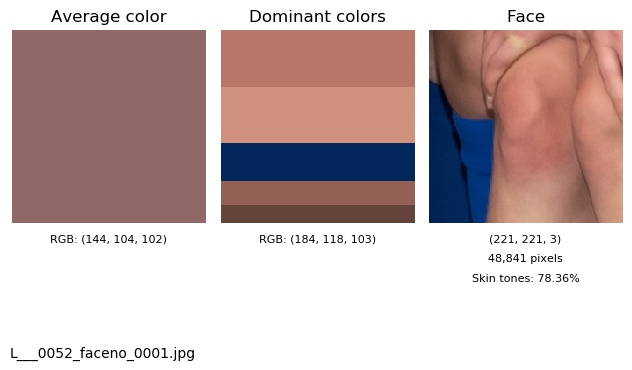 Average color
Dominant colors
Face
RGB: (144, 104, 102)
RGB: (184, 118, 103)
(221, 221, 3)
48,841 pixels
Skin tones: 78.36%
L___0052_faceno_0001.jpg